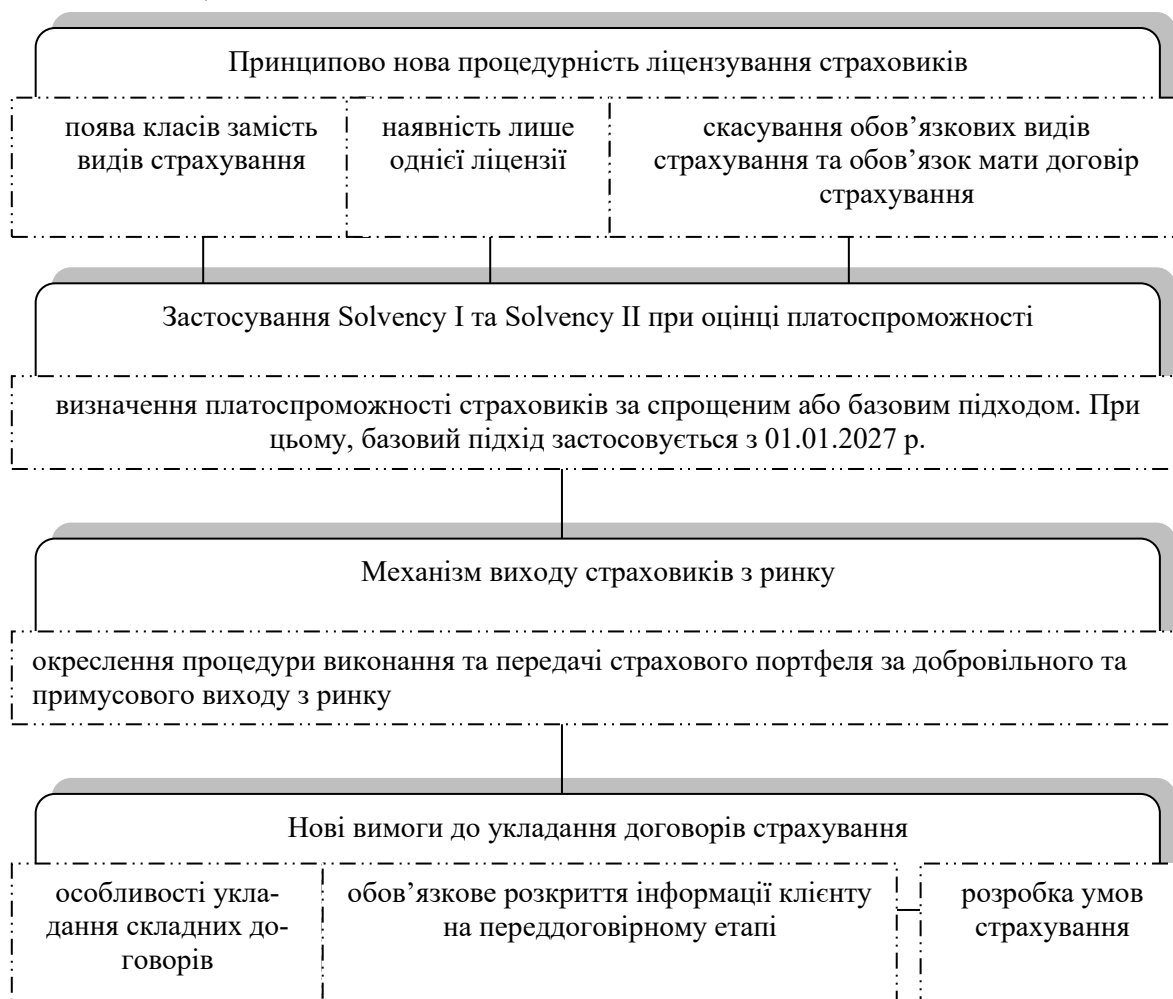 Принципово нова процедурність ліцензування страховиків
поява класів замість
видів страхування
наявність лише
однієї ліцензії
скасування обов’язкових видів
страхування та обов’язок мати договір
страхування
Застосування Solvency I та Solvency II при оцінці платоспроможності
визначення платоспроможності страховиків за спрощеним або базовим підходом. При
цьому, базовий підхід застосовується з 01.01.2027 р.
Механізм виходу страховиків з ринку
окреслення процедури виконання та передачі страхового портфеля за добровільного та
примусового виходу з ринку
Нові вимоги до укладання договорів страхування
особливості укла-
дання складних до-
говорів
обов’язкове розкриття інформації клієнту
на переддоговірному етапі
розробка умов
страхування